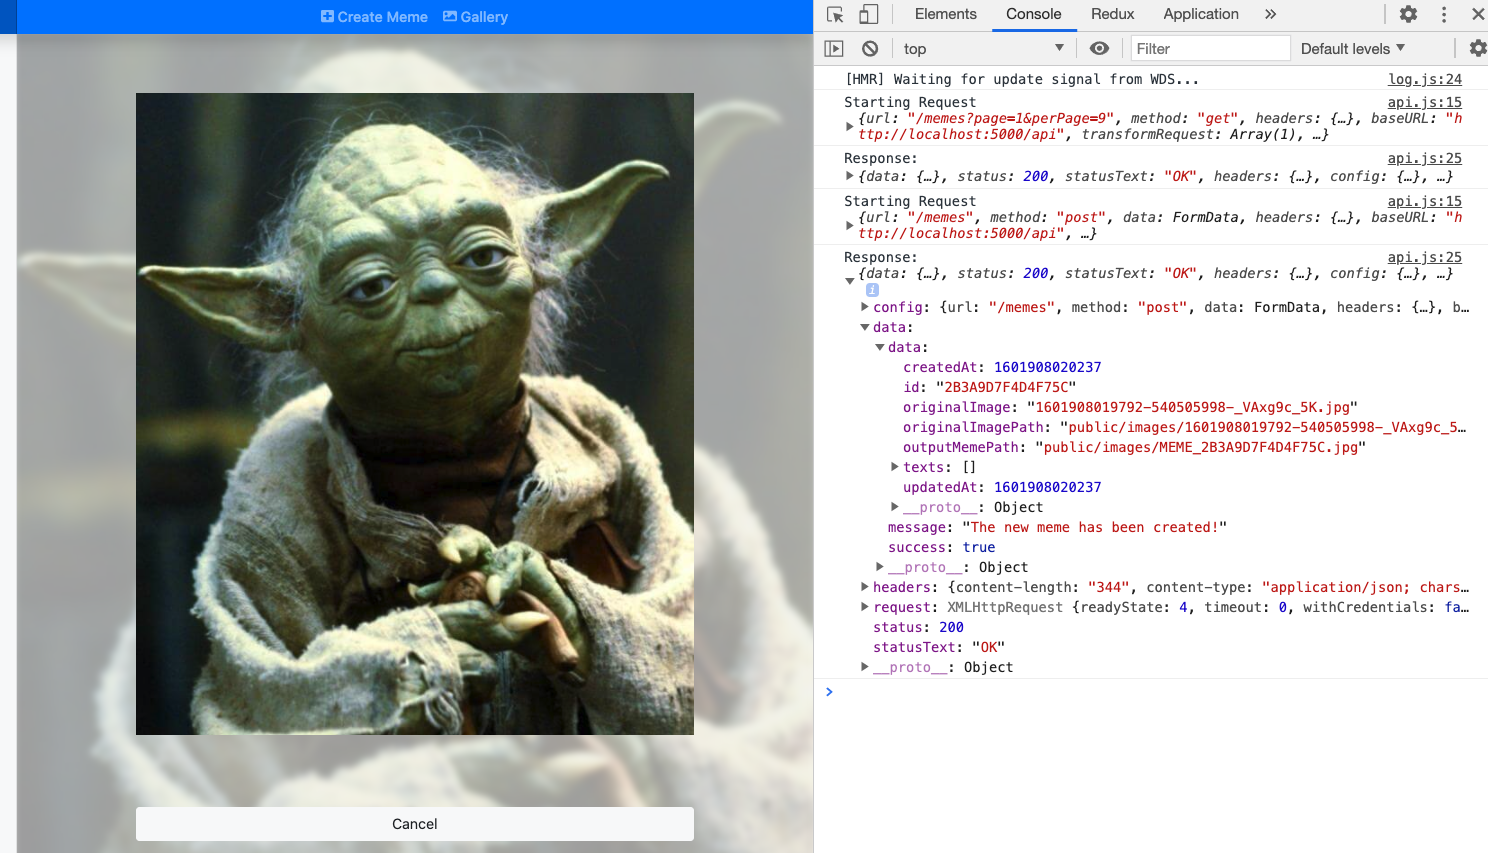 Create Meme Gallery
Cancel
Elements Console Redux Application »
top Filter Default levels
[HMR] Waiting for update signal from WDS... log.js:24
Starting Request api.js:15
{url: "/memes?page=1&perPage=9", method: "get", headers: {…}, baseURL: "h
ttp://localhost:5000/api", transformRequest: Array(1), …}
Response: api.js:25
{data: {…}, status: 200, statusText: "OK", headers: {…}, config: {…}, …}
Starting Request api.js:15
{url: "/memes", method: "post", data: FormData, headers: {…}, baseURL: "h
ttp://localhost:5000/api", …}
Response: api.js:25
{data: {…}, status: 200, statusText: "OK", headers: {…}, config: {…}, …}
i
config: {url: "/memes", method: "post", data: FormData, headers: {…}, b…
data:
data:
createdAt: 1601908020237
id: "2B3A9D7F4D4F75C"
originalImage: "1601908019792-540505998-_VAxg9c_5K.jpg"
originalImagePath: "public/images/1601908019792-540505998-_VAxg9c_5…
outputMemePath: "public/images/MEME_2B3A9D7F4D4F75C.jpg"
texts: []
updatedAt: 1601908020237
__proto__: Object
message: "The new meme has been created!"
success: true
__proto__: Object
headers: {content-length: "344", content-type: "application/json; chars…
request: XMLHttpRequest {readyState: 4, timeout: 0, withCredentials: fa…
status: 200
statusText: "OK"
__proto__: Object